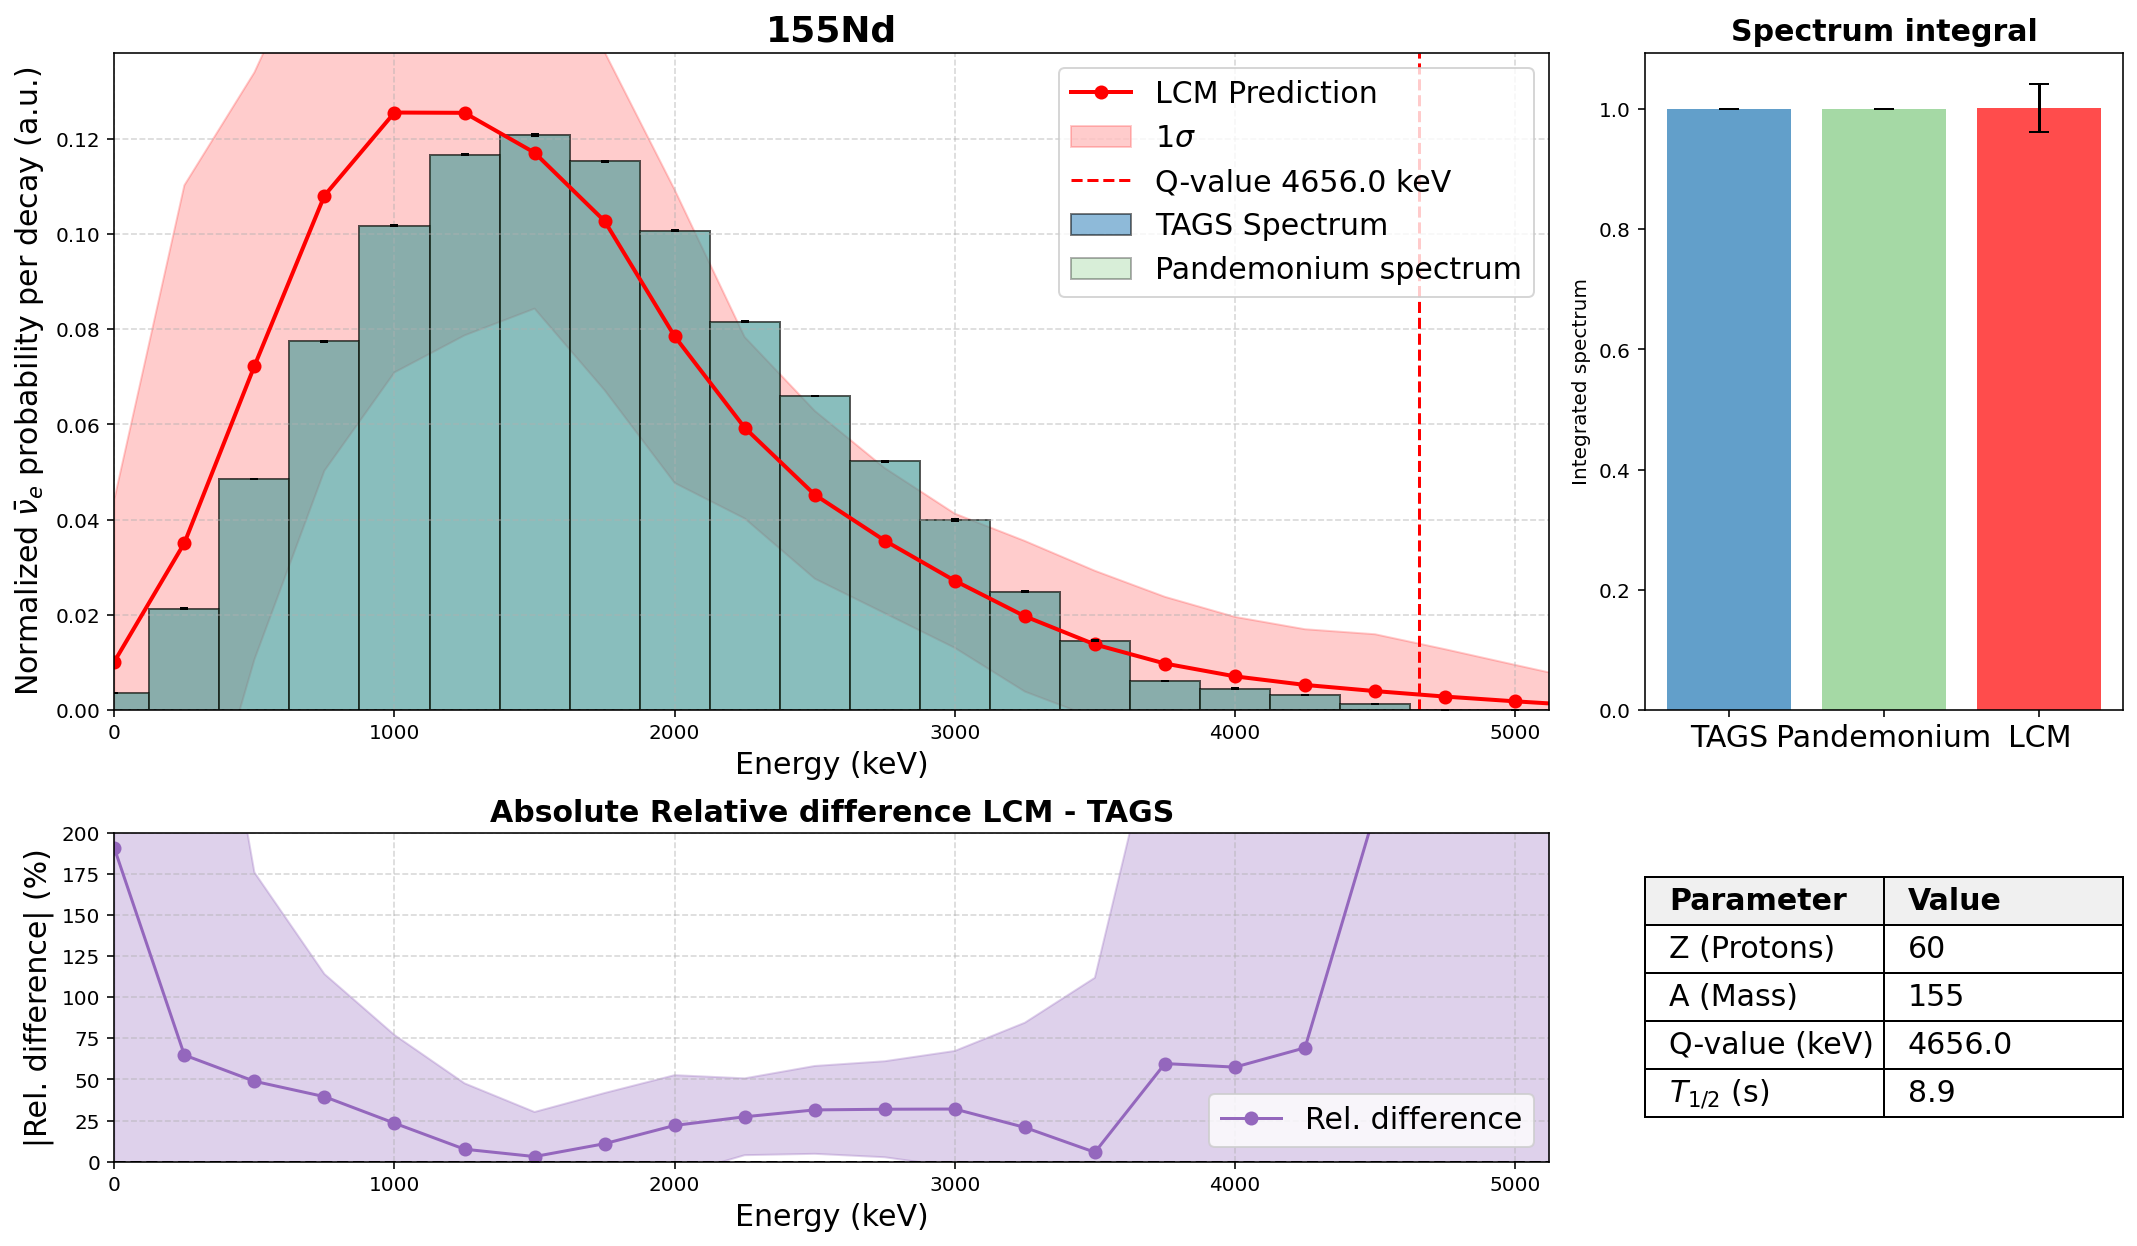 155Nd
Normalized ν̄e probability per decay (a.u.)
0.12
0.10
0.08
0.06
0.04
0.02
0.00
0 1000 2000 3000 4000 5000
Energy (keV)
LCM Prediction
1σ
Q-value 4656.0 keV
TAGS Spectrum
Pandemonium spectrum
Spectrum integral
Integrated spectrum
1.0
0.8
0.6
0.4
0.2
0.0
TAGS Pandemonium LCM
Absolute Relative difference LCM - TAGS
|Rel. difference| (%)
200
175
150
125
100
75
50
25
0
0 1000 2000 3000 4000 5000
Energy (keV)
Rel. difference
Parameter Value
Z (Protons) 60
A (Mass) 155
Q-value (keV) 4656.0
T1/2 (s) 8.9